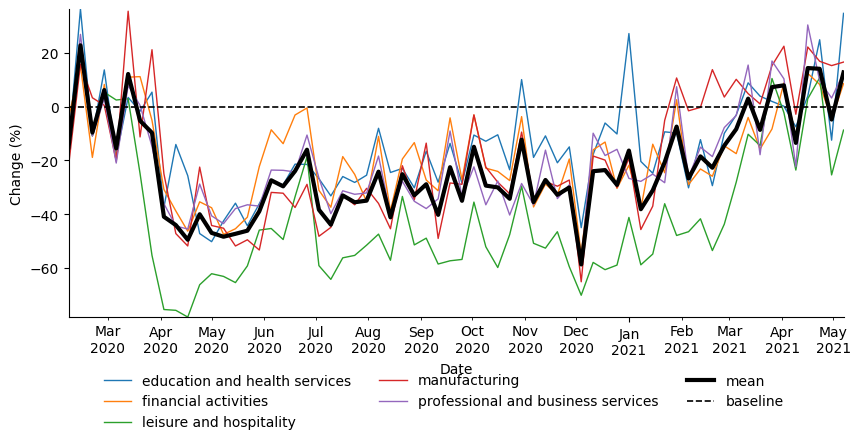 Change (%)
20
0
−20
−40
−60
Mar Apr May Jun Jul Aug Sep Oct Nov Dec Jan Feb Mar Apr May
2020 2020 2020 2020 2020 2020 2020 2020 2020 2020 2021 2021 2021 2021 2021
Date
education and health services manufacturing mean
financial activities professional and business services baseline
leisure and hospitality